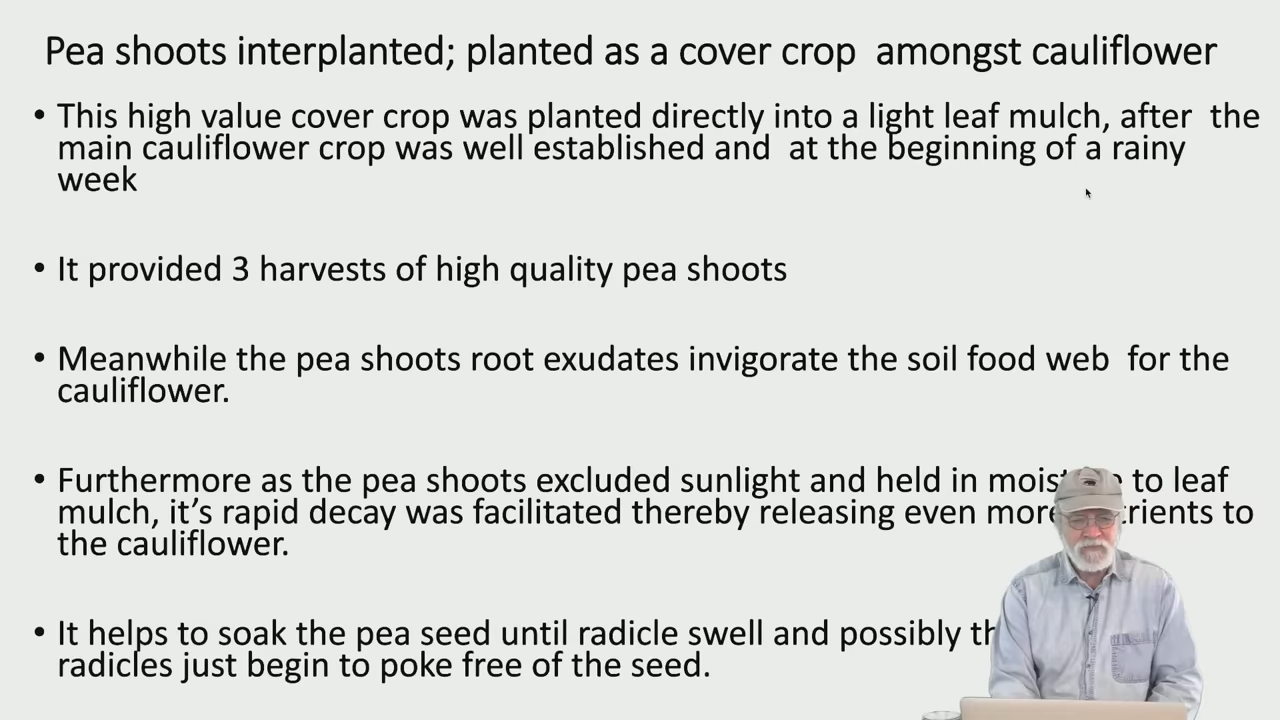 Pea shoots interplanted; planted as a cover crop amongst cauliflower
• This high value cover crop was planted directly into a light leaf mulch, after the
main cauliflower crop was well established and at the beginning of a rainy
week
• It provided 3 harvests of high quality pea shoots
• Meanwhile the pea shoots root exudates invigorate the soil food web for the
cauliflower.
• Furthermore as the pea shoots excluded sunlight and held in to leaf
mulch, it’s rapid decay was facilitated thereby releasing even more to
the cauliflower.
• It helps to soak the pea seed until radicle swell and possibly
radicles just begin to poke free of the seed.